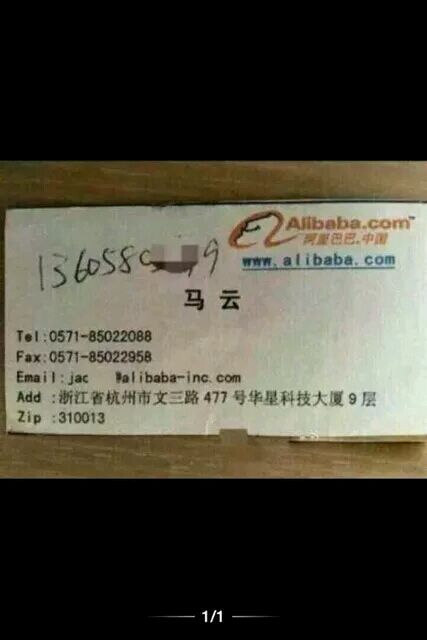 Alibaba.com™
阿里巴巴.中国
www.alibaba.com
马云
Tel:0571-85022088
Fax:0571-85022958
Email:jac @alibaba-inc.com
Add :浙江省杭州市文三路477号华星科技大厦9层
Zip :310013
1/1